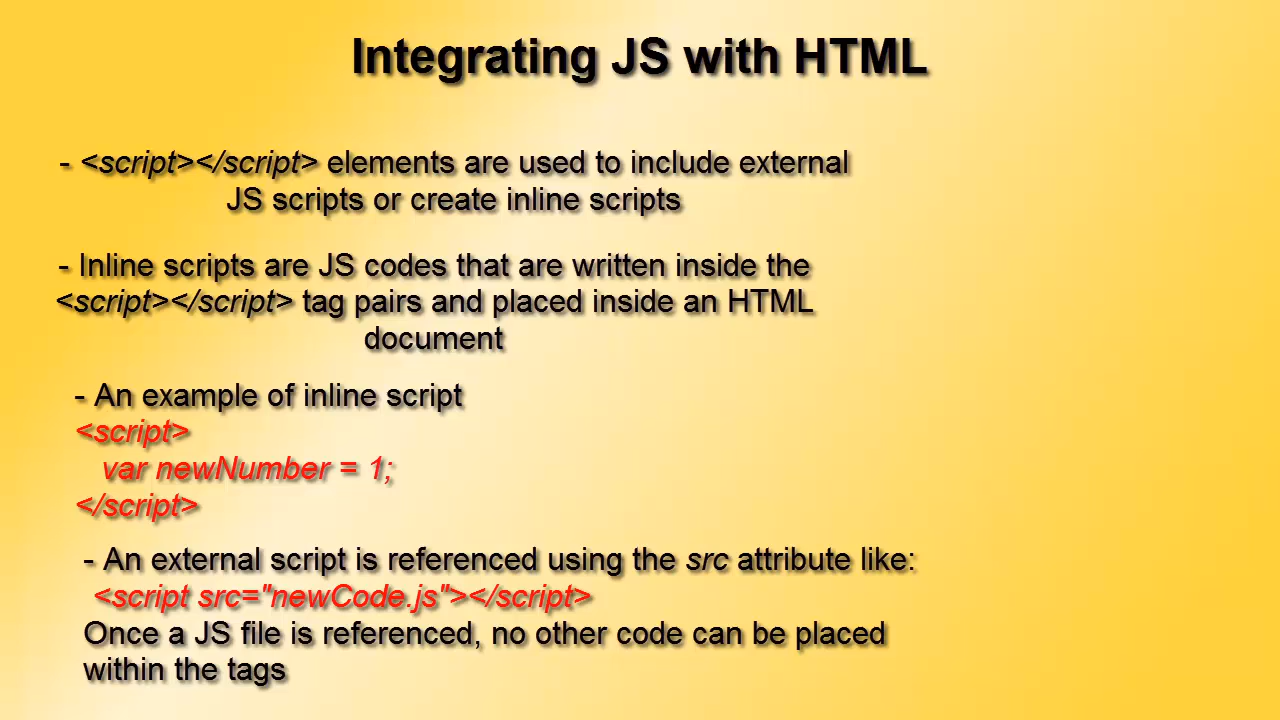 Integrating JS with HTML
- <script></script> elements are used to include external
JS scripts or create inline scripts
- Inline scripts are JS codes that are written inside the
<script></script> tag pairs and placed inside an HTML
document
- An example of inline script
<script>
var newNumber = 1;
</script>
- An external script is referenced using the src attribute like:
<script src="newCode.js"></script>
Once a JS file is referenced, no other code can be placed
within the tags